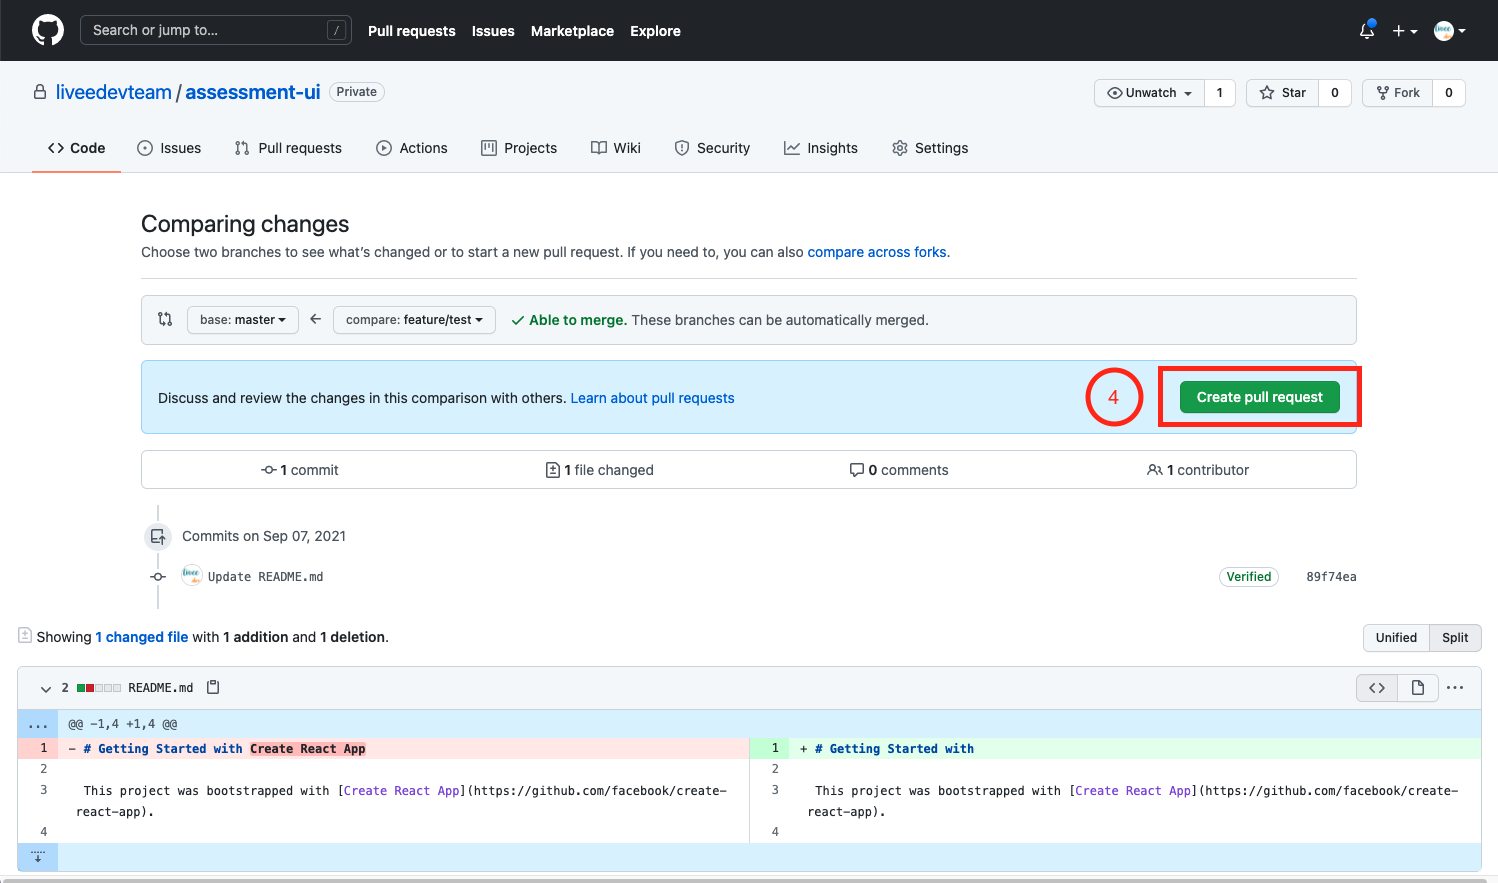 Search or jump to... /
Pull requests Issues Marketplace Explore
liveedevteam / assessment-ui Private
Unwatch 1 Star 0 Fork 0
Code Issues Pull requests Actions Projects Wiki Security Insights Settings
Comparing changes
Choose two branches to see what's changed or to start a new pull request. If you need to, you can also compare across forks.
base: master compare: feature/test Able to merge. These branches can be automatically merged.
Discuss and review the changes in this comparison with others. Learn about pull requests 4 Create pull request
1 commit 1 file changed 0 comments 1 contributor
Commits on Sep 07, 2021
Update README.md Verified 89f74ea
Showing 1 changed file with 1 addition and 1 deletion. Unified Split
2 README.md
... @@ -1,4 +1,4 @@
1 - # Getting Started with Create React App 1 + # Getting Started with
2 2
3 This project was bootstrapped with [Create React App](https://github.com/facebook/create- 3 This project was bootstrapped with [Create React App](https://github.com/facebook/create-
react-app). react-app).
4 4